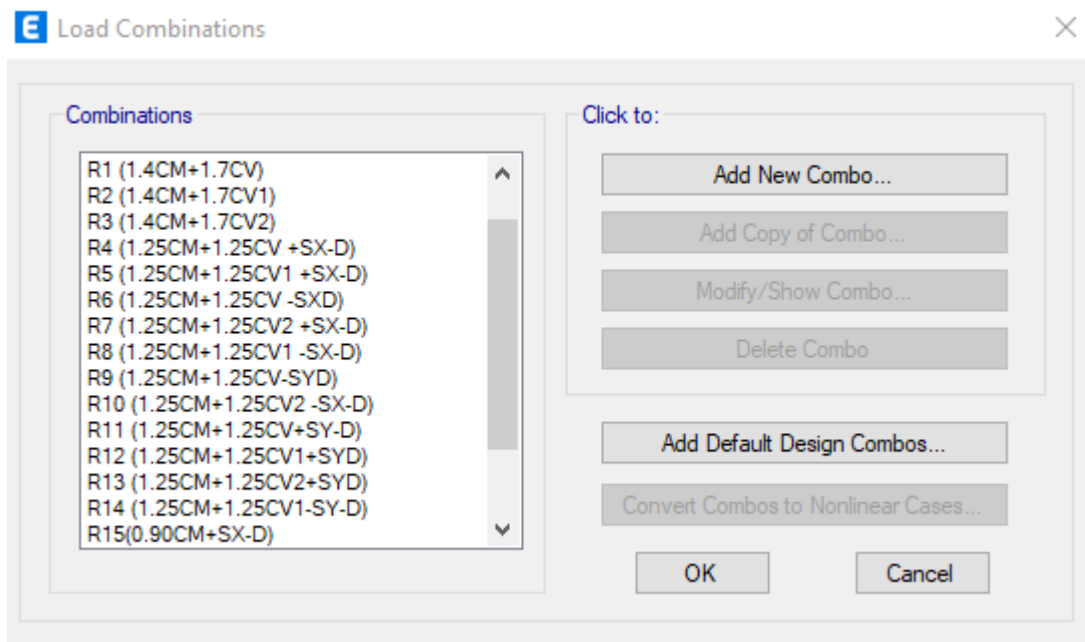 E Load Combinations
Combinations
R1 (1.4CM+1.7CV)
R2 (1.4CM+1.7CV1)
R3 (1.4CM+1.7CV2)
R4 (1.25CM+1.25CV +SX-D)
R5 (1.25CM+1.25CV1 +SX-D)
R6 (1.25CM+1.25CV -SXD)
R7 (1.25CM+1.25CV2 +SX-D)
R8 (1.25CM+1.25CV1 -SX-D)
R9 (1.25CM+1.25CV-SYD)
R10 (1.25CM+1.25CV2 -SX-D)
R11 (1.25CM+1.25CV+SY-D)
R12 (1.25CM+1.25CV1+SYD)
R13 (1.25CM+1.25CV2+SYD)
R14 (1.25CM+1.25CV1-SY-D)
R15(0.90CM+SX-D)
Click to:
Add New Combo...
Add Copy of Combo...
Modify/Show Combo...
Delete Combo
Add Default Design Combos...
Convert Combos to Nonlinear Cases...
OK
Cancel